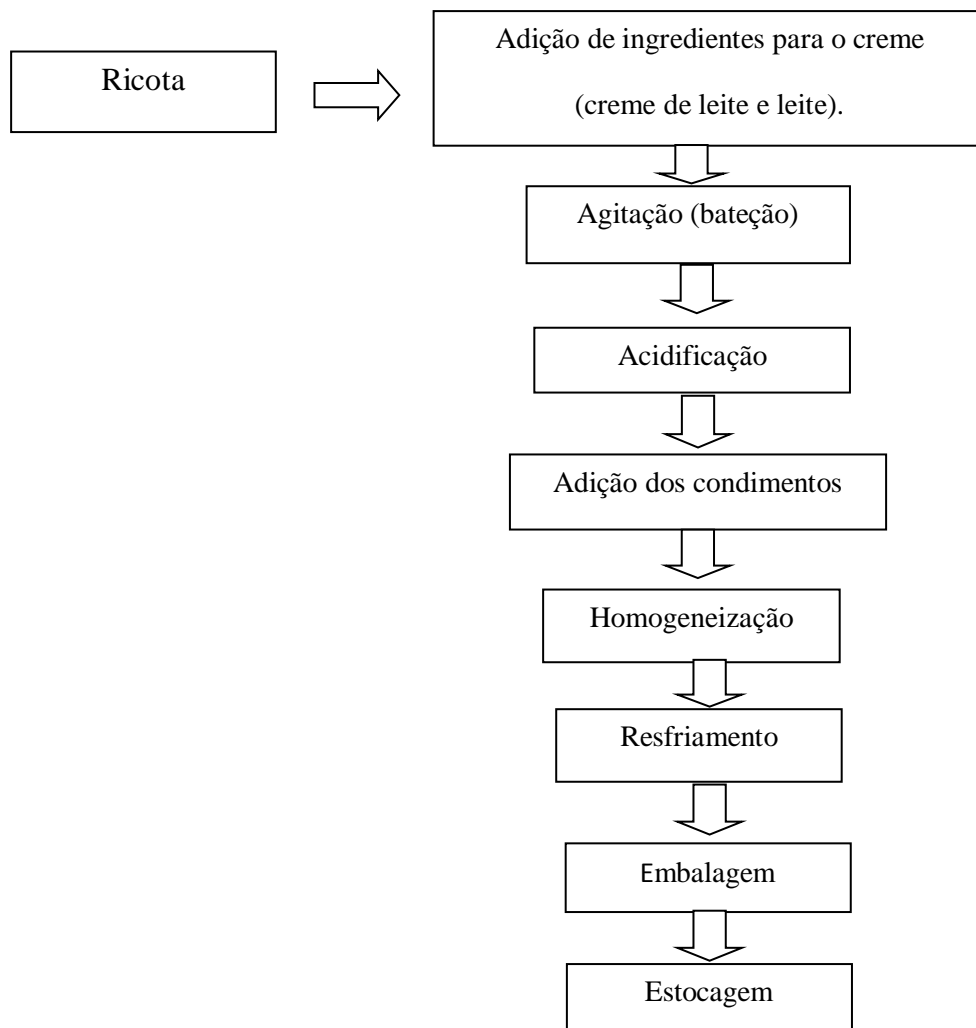 Ricota
Adição de ingredientes para o creme
(creme de leite e leite).
Agitação (bateção)
Acidificação
Adição dos condimentos
Homogeneização
Resfriamento
Embalagem
Estocagem